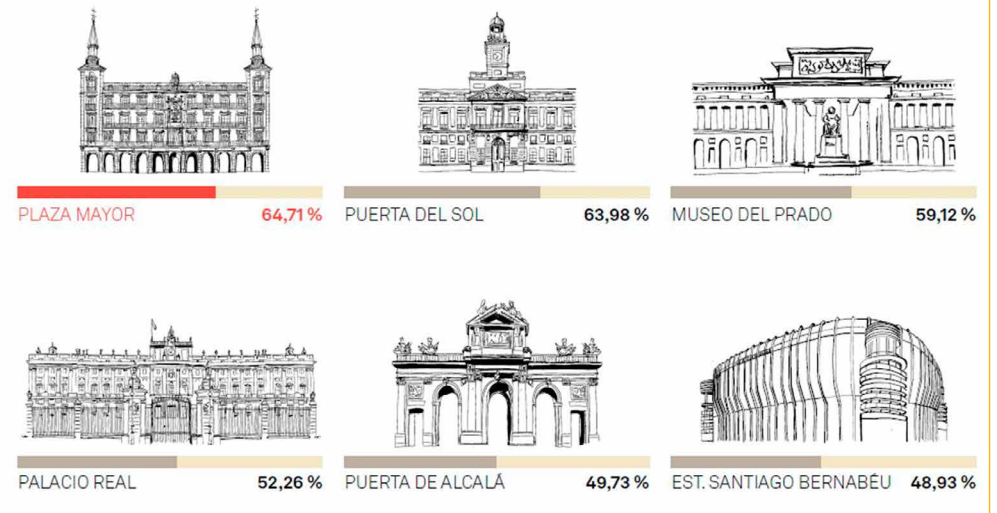 PLAZA MAYOR 64,71 %
PUERTA DEL SOL 63,98 %
MUSEO DEL PRADO 59,12 %
PALACIO REAL 52,26 %
PUERTA DE ALCALÁ 49,73 %
EST. SANTIAGO BERNABÉU 48,93 %